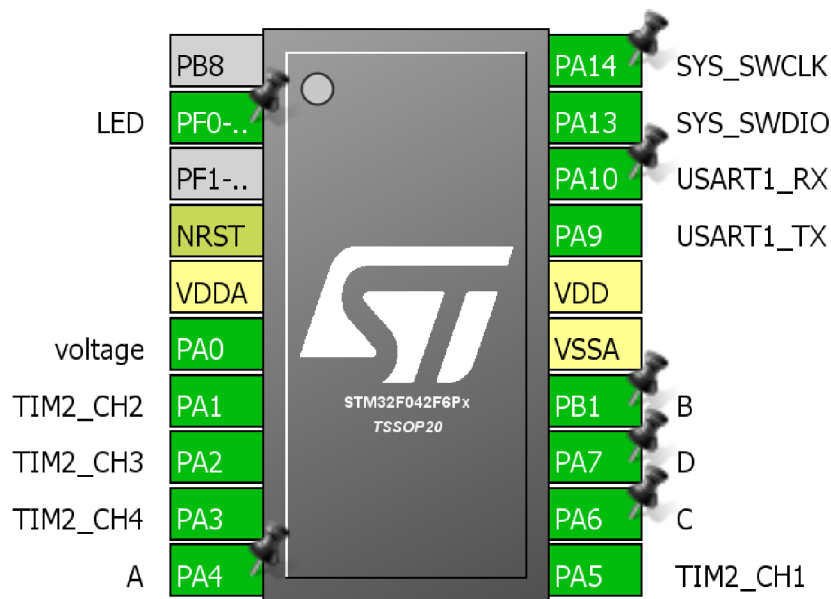 PB8
LED PF0-..
PF1-..
NRST
VDDA
voltage PA0
TIM2_CH2 PA1
TIM2_CH3 PA2
TIM2_CH4 PA3
A PA4
ST
STM32F042F6Px
TSSOP20
PA14 SYS_SWCLK
PA13 SYS_SWDIO
PA10 USART1_RX
PA9 USART1_TX
VDD
VSSA
PB1 B
PA7 D
PA6 C
PA5 TIM2_CH1